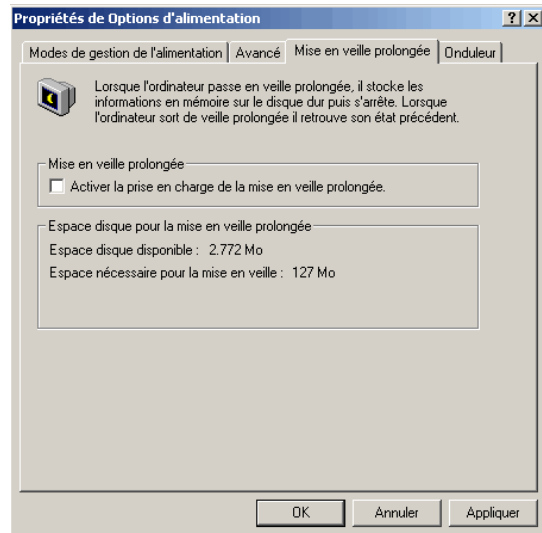 Propriétés de Options d'alimentation
Modes de gestion de l'alimentation Avancé Mise en veille prolongée Onduleur
Lorsque l'ordinateur passe en veille prolongée, il stocke les
informations en mémoire sur le disque dur puis s'arrête. Lorsque
l'ordinateur sort de veille prolongée il retrouve son état précédent.
Mise en veille prolongée
Activer la prise en charge de la mise en veille prolongée.
Espace disque pour la mise en veille prolongée
Espace disque disponible : 2.772 Mo
Espace nécessaire pour la mise en veille : 127 Mo
OK Annuler Appliquer